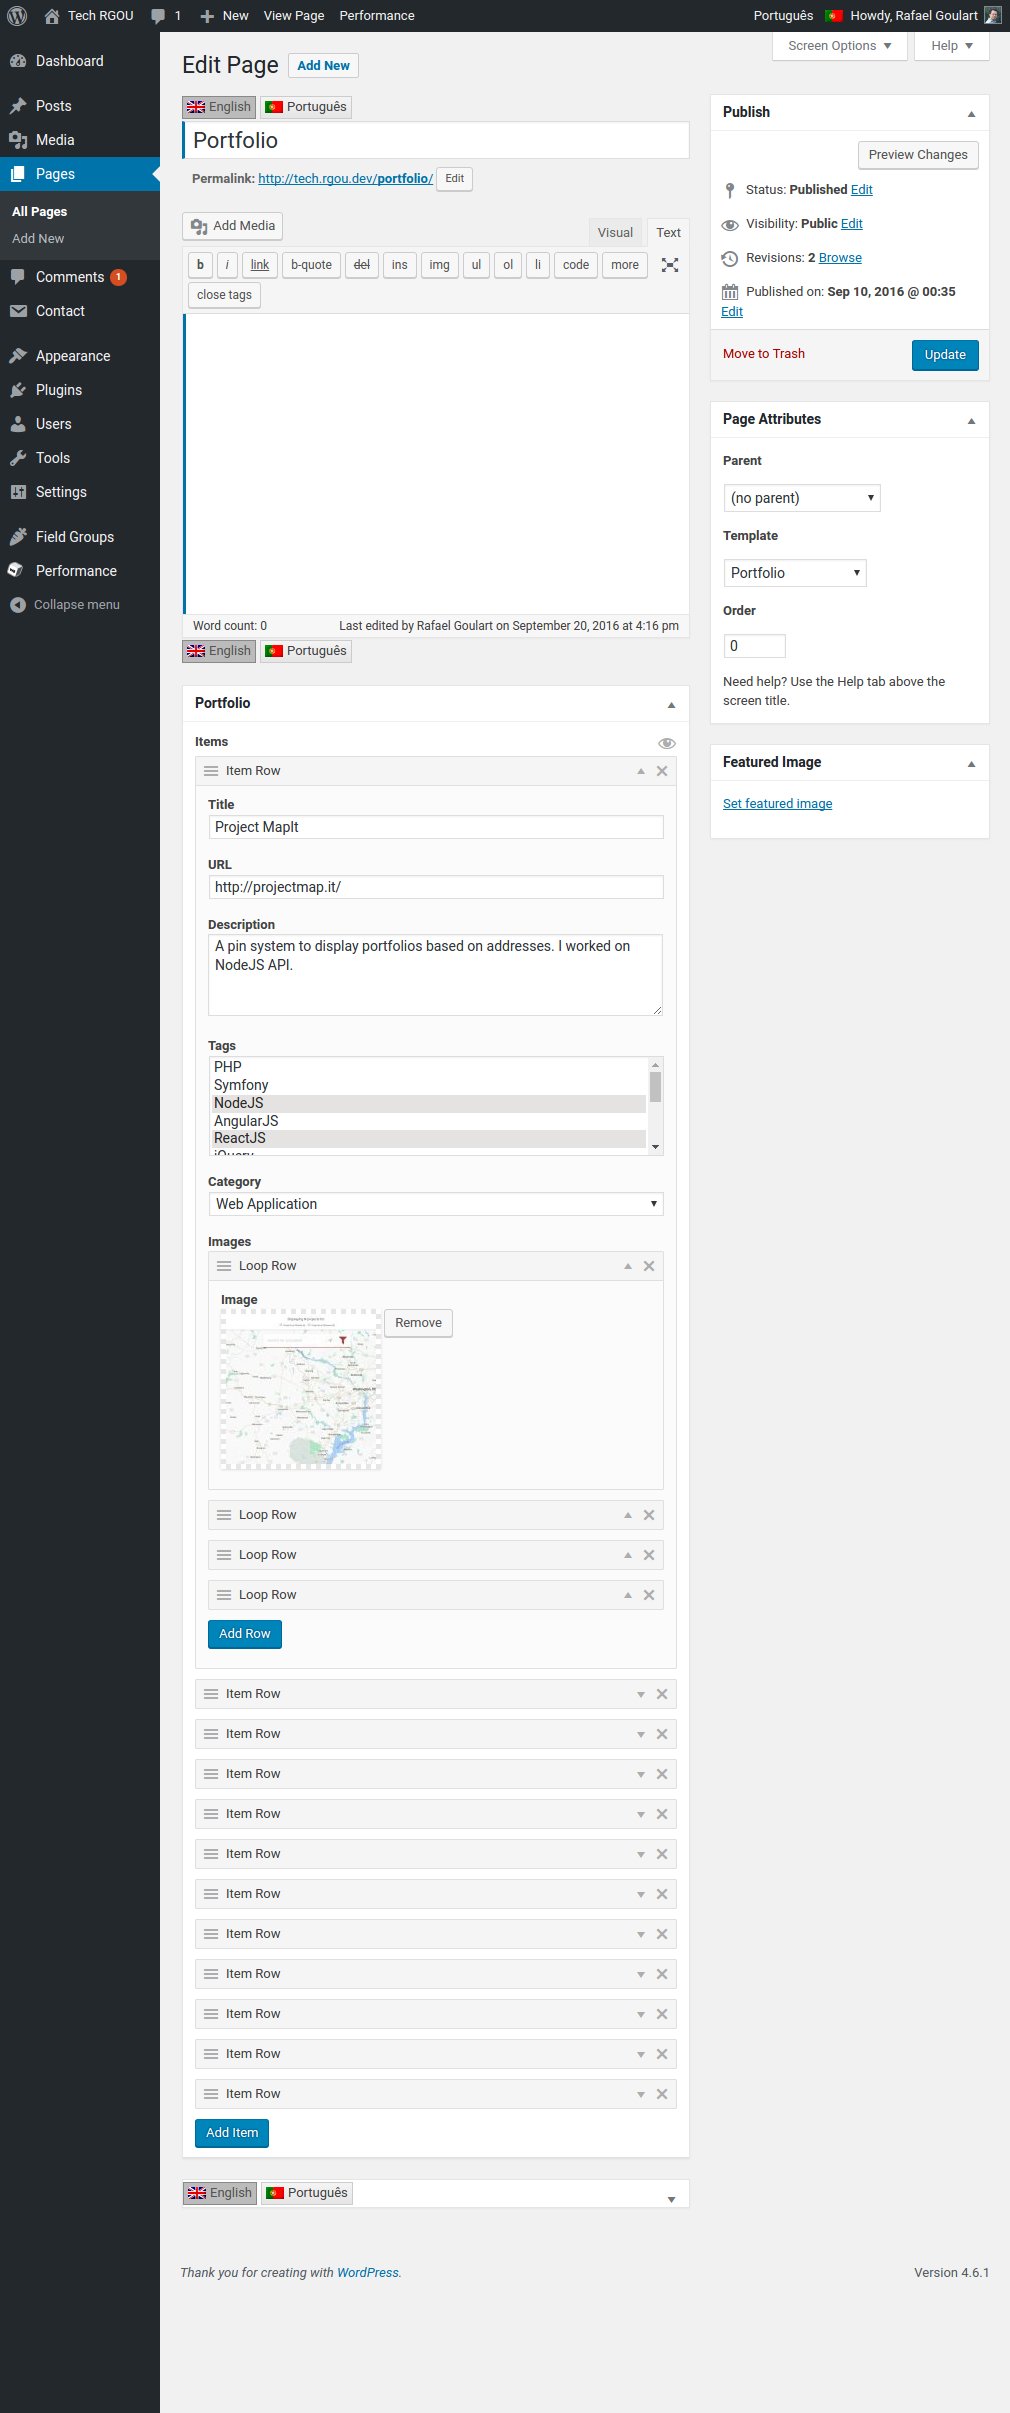 Tech RGOU 1 New View Page Performance Português Howdy, Rafael Goulart
Dashboard
Posts
Media
Pages
All Pages
Add New
Comments 1
Contact
Appearance
Plugins
Users
Tools
Settings
Field Groups
Performance
Collapse menu
Screen Options Help
Edit Page Add New
English Português
Portfolio
Permalink: http://tech.rgou.dev/portfolio/ Edit
Add Media Visual Text
b i link b-quote del ins img ul ol li code more
close tags
Word count: 0 Last edited by Rafael Goulart on September 20, 2016 at 4:16 pm
English Português
Portfolio
Items
Item Row
Title
Project MapIt
URL
http://projectmap.it/
Description
A pin system to display portfolios based on addresses. I worked on
NodeJS API.
Tags
PHP
Symfony
NodeJS
AngularJS
ReactJS
jQuery
Category
Web Application
Images
Loop Row
Image
Remove
Loop Row
Loop Row
Loop Row
Add Row
Item Row
Item Row
Item Row
Item Row
Item Row
Item Row
Item Row
Item Row
Item Row
Item Row
Item Row
Add Item
English Português
Publish
Preview Changes
Status: Published Edit
Visibility: Public Edit
Revisions: 2 Browse
Published on: Sep 10, 2016 @ 00:35
Edit
Move to Trash Update
Page Attributes
Parent
(no parent)
Template
Portfolio
Order
0
Need help? Use the Help tab above the
screen title.
Featured Image
Set featured image
Thank you for creating with WordPress. Version 4.6.1